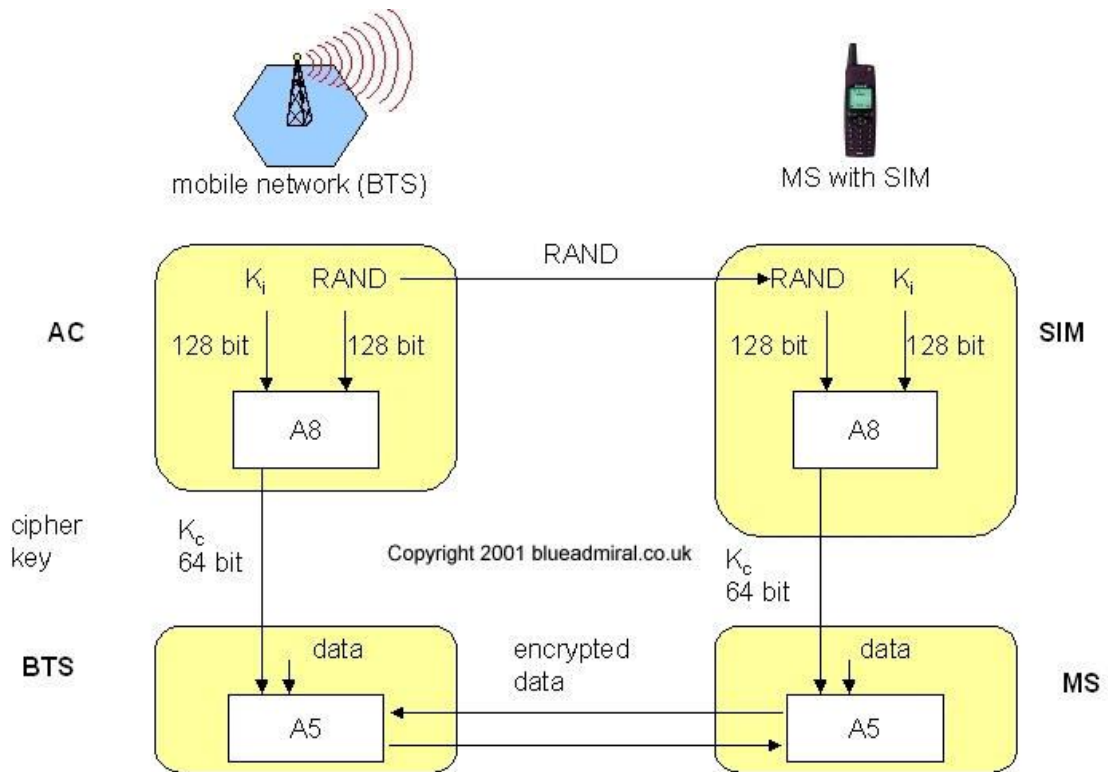 mobile network (BTS)
MS with SIM
RAND
AC
Ki RAND
128 bit 128 bit
A8
RAND Ki
128 bit 128 bit
A8
SIM
cipher
key
Kc
64 bit
Copyright 2001 blueadmiral.co.uk
Kc
64 bit
BTS
data
A5
encrypted
data
data
A5
MS